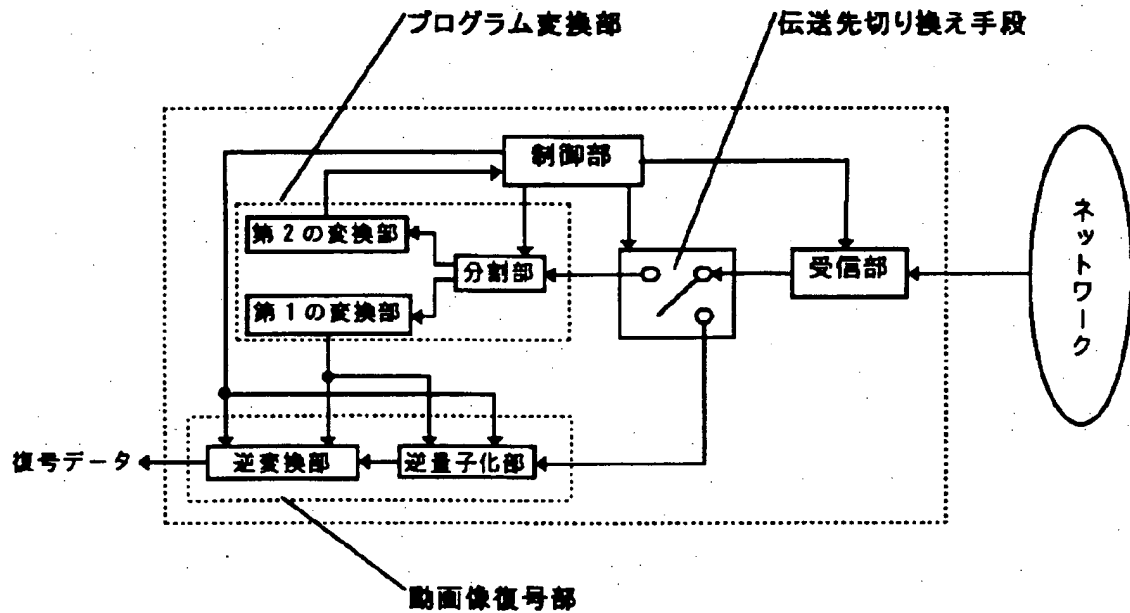 プログラム変換部
伝送先切り換え手段
制御部
第2の変換部
分割部
受信部
第1の変換部
ネットワーク
復号データ
逆変換部
逆量子化部
動画像復号部